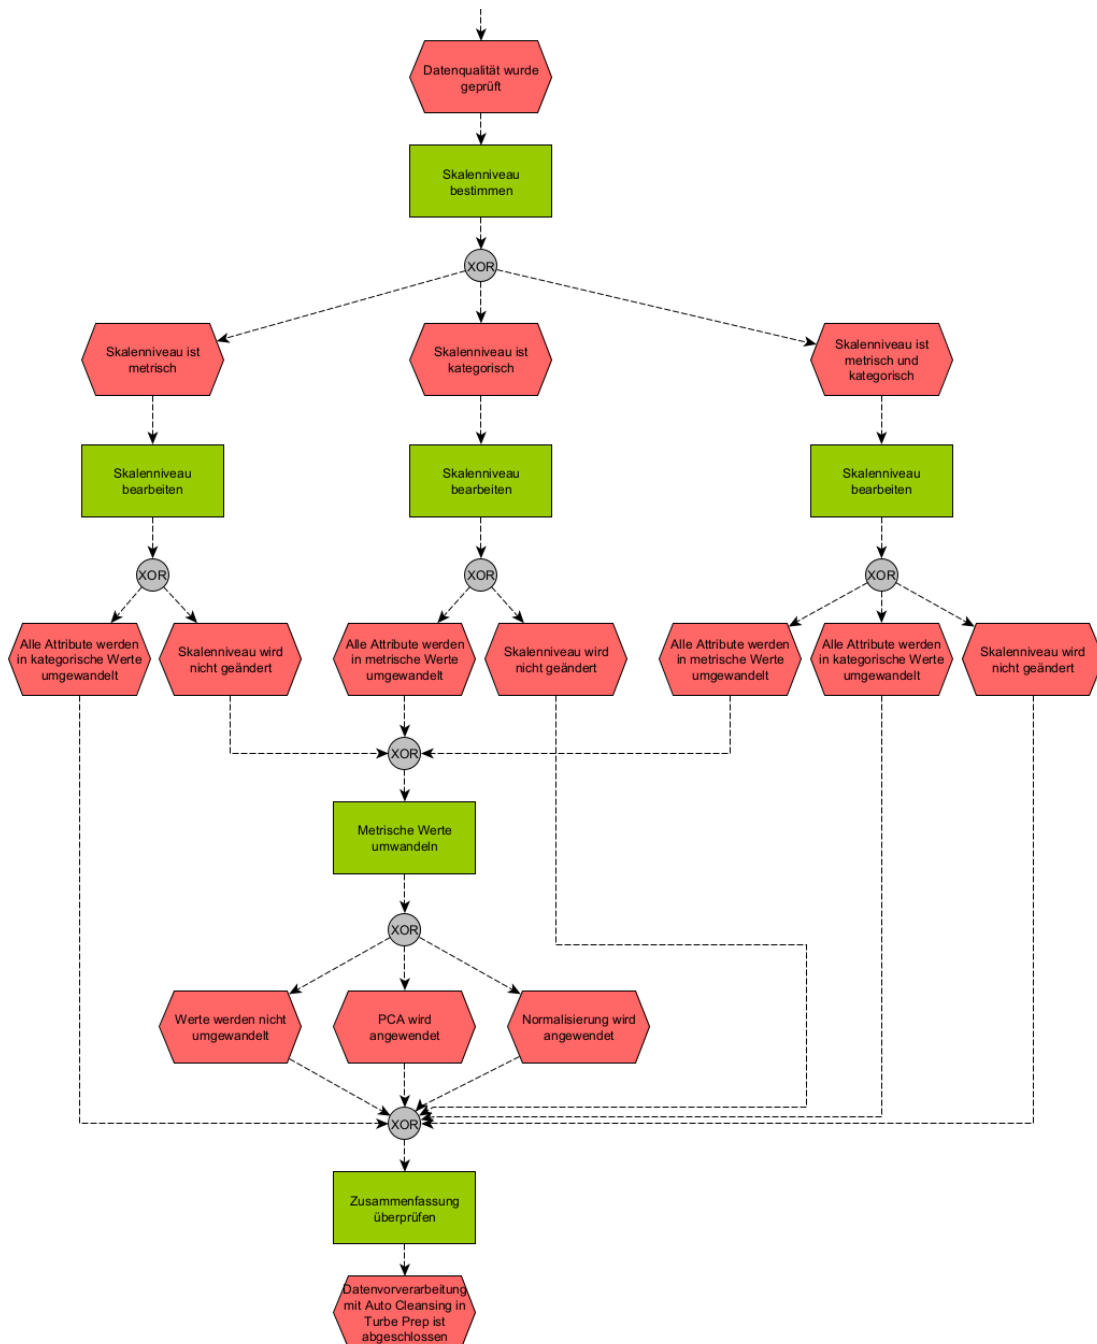 Datenqualität wurde
geprüft
Skalenniveau
bestimmen
XOR
Skalenniveau ist
metrisch
Skalenniveau ist
kategorisch
Skalenniveau ist
metrisch und
kategorisch
Skalenniveau
bearbeiten
Skalenniveau
bearbeiten
Skalenniveau
bearbeiten
XOR
XOR
XOR
Alle Attribute werden
in kategorische Werte
umgewandelt
Skalenniveau wird
nicht geändert
Alle Attribute werden
in metrische Werte
umgewandelt
Skalenniveau wird
nicht geändert
Alle Attribute werden
in metrische Werte
umgewandelt
Alle Attribute werden
in kategorische Werte
umgewandelt
Skalenniveau wird
nicht geändert
XOR
Metrische Werte
umwandeln
XOR
Werte werden nicht
umgewandelt
PCA wird
angewendet
Normalisierung wird
angewendet
XOR
Zusammenfassung
überprüfen
Datenvorverarbeitung
mit Auto Cleansing in
Turbe Prep ist
abgeschlossen